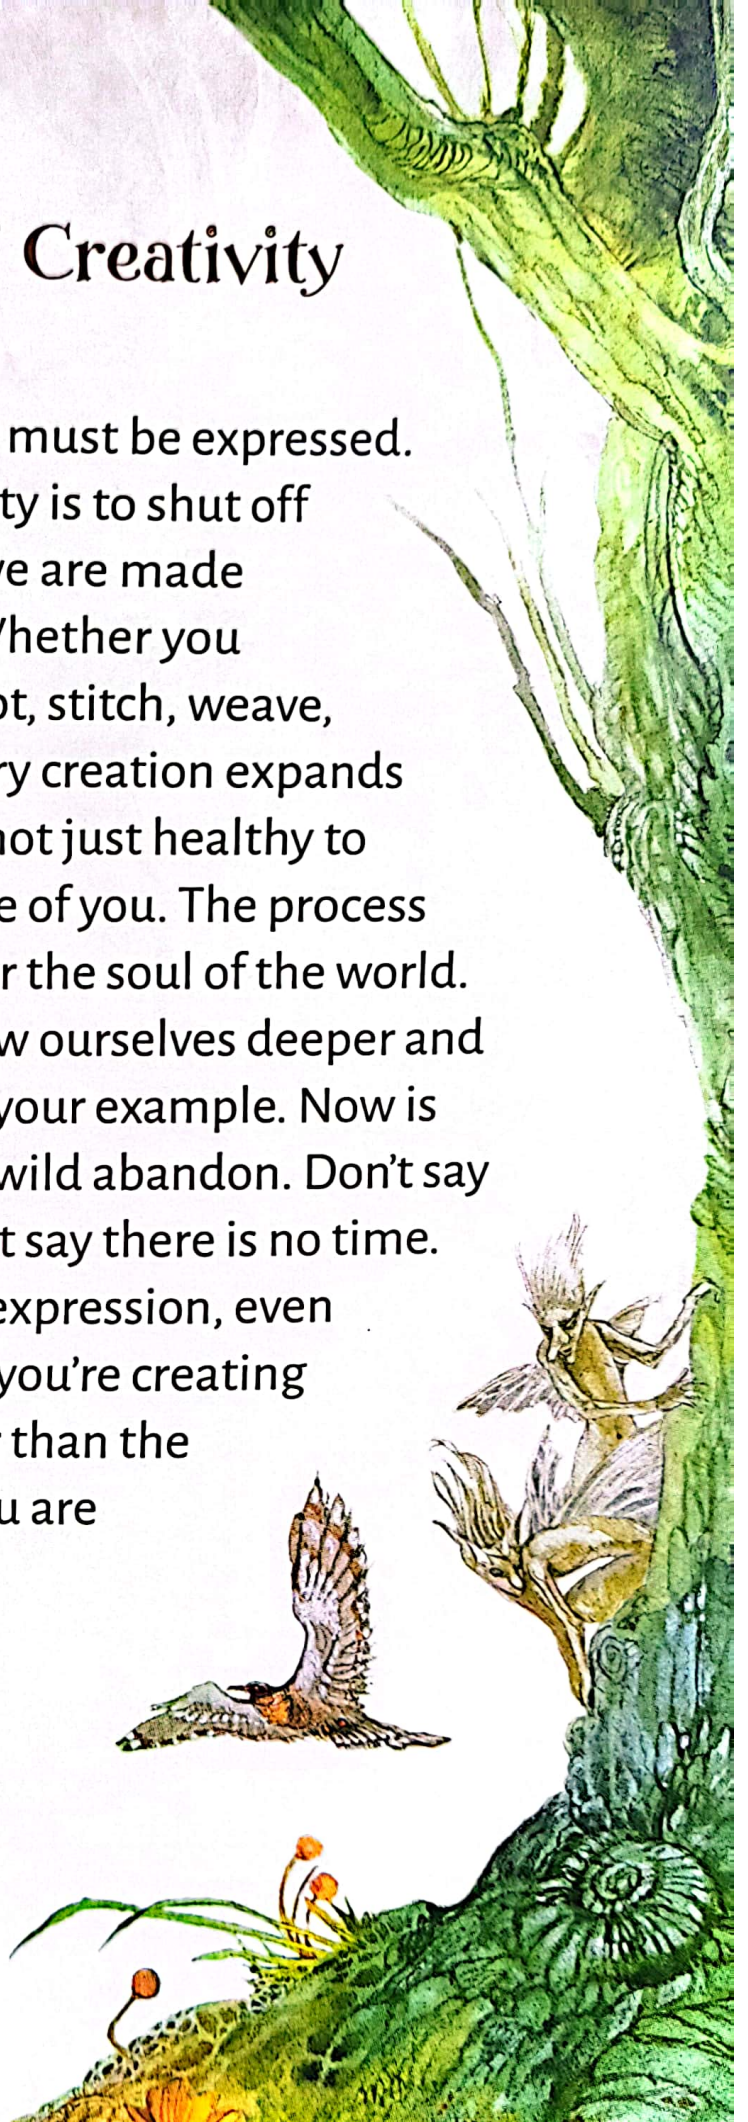 Creativity
must be expressed.
ty is to shut off
e are made
hether you
t, stitch, weave,
ry creation expands
not just healthy to
e of you. The process
r the soul of the world.
w ourselves deeper and
your example. Now is
wild abandon. Don't say
t say there is no time.
expression, even
you're creating
than the
u are